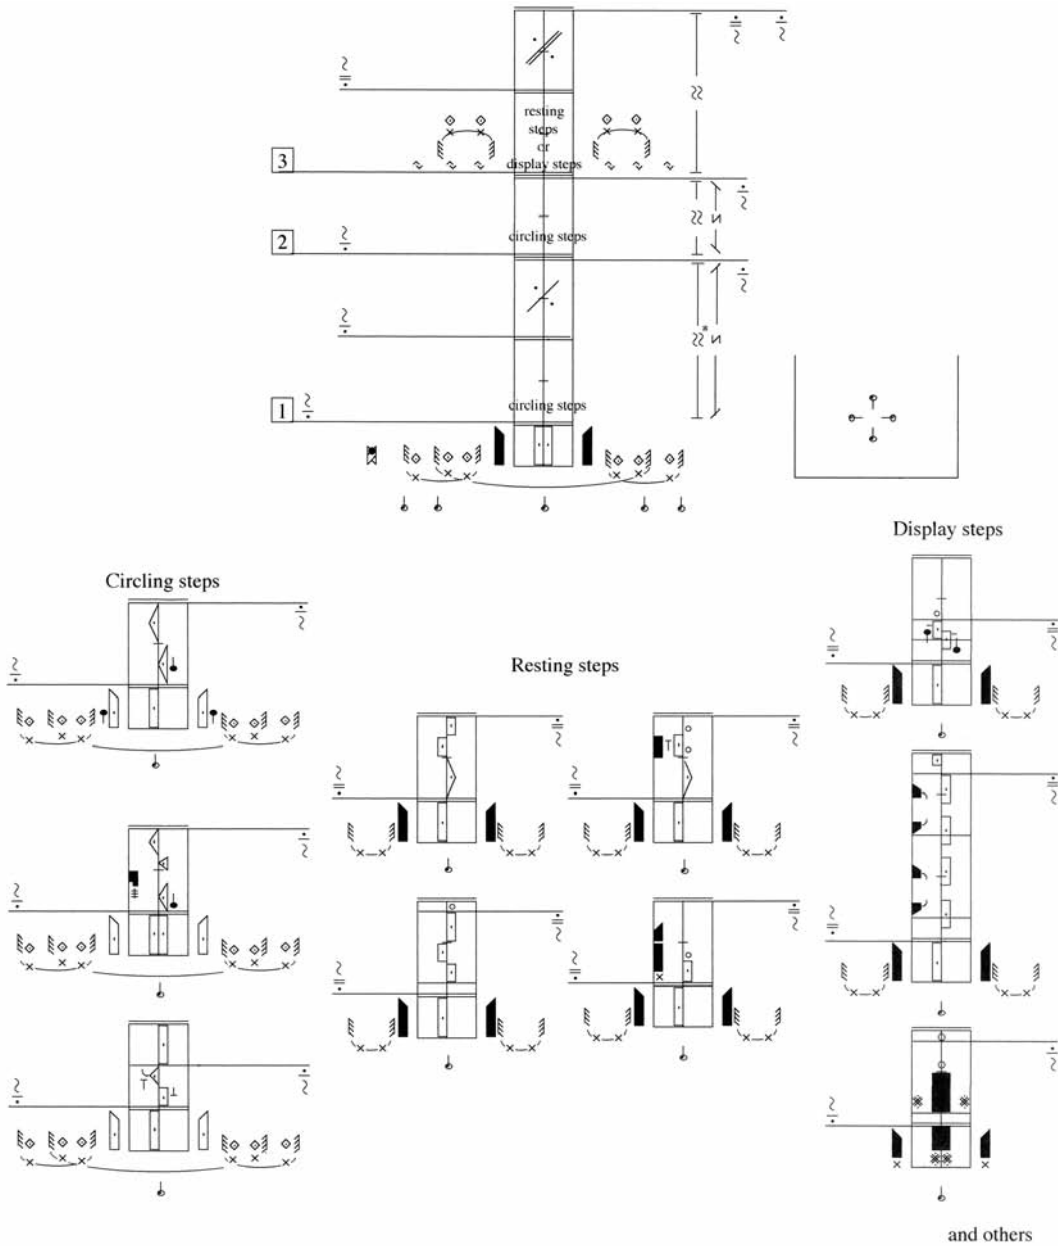 resting
steps
or
display steps
3
2
circling steps
1
circling steps
Display steps
Circling steps
Resting steps
and others